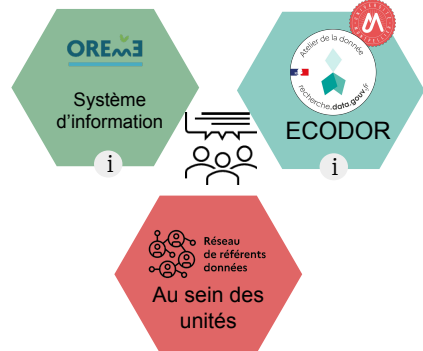 OREME
Système
d'information
i
Atelier de la donnée
recherche.data.gouv.fr
ECODOR
i
Réseau
de référents
données
Au sein des
unités